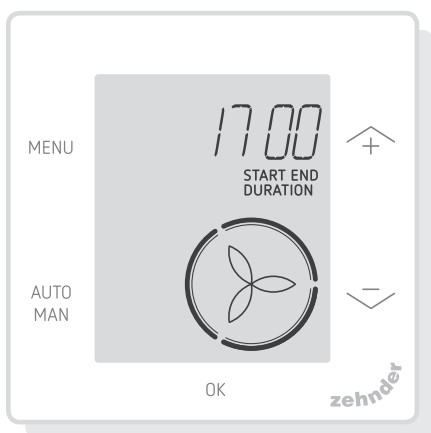 17 00
START END
DURATION
MENU
+
AUTO
MAN
−
OK
zehnder